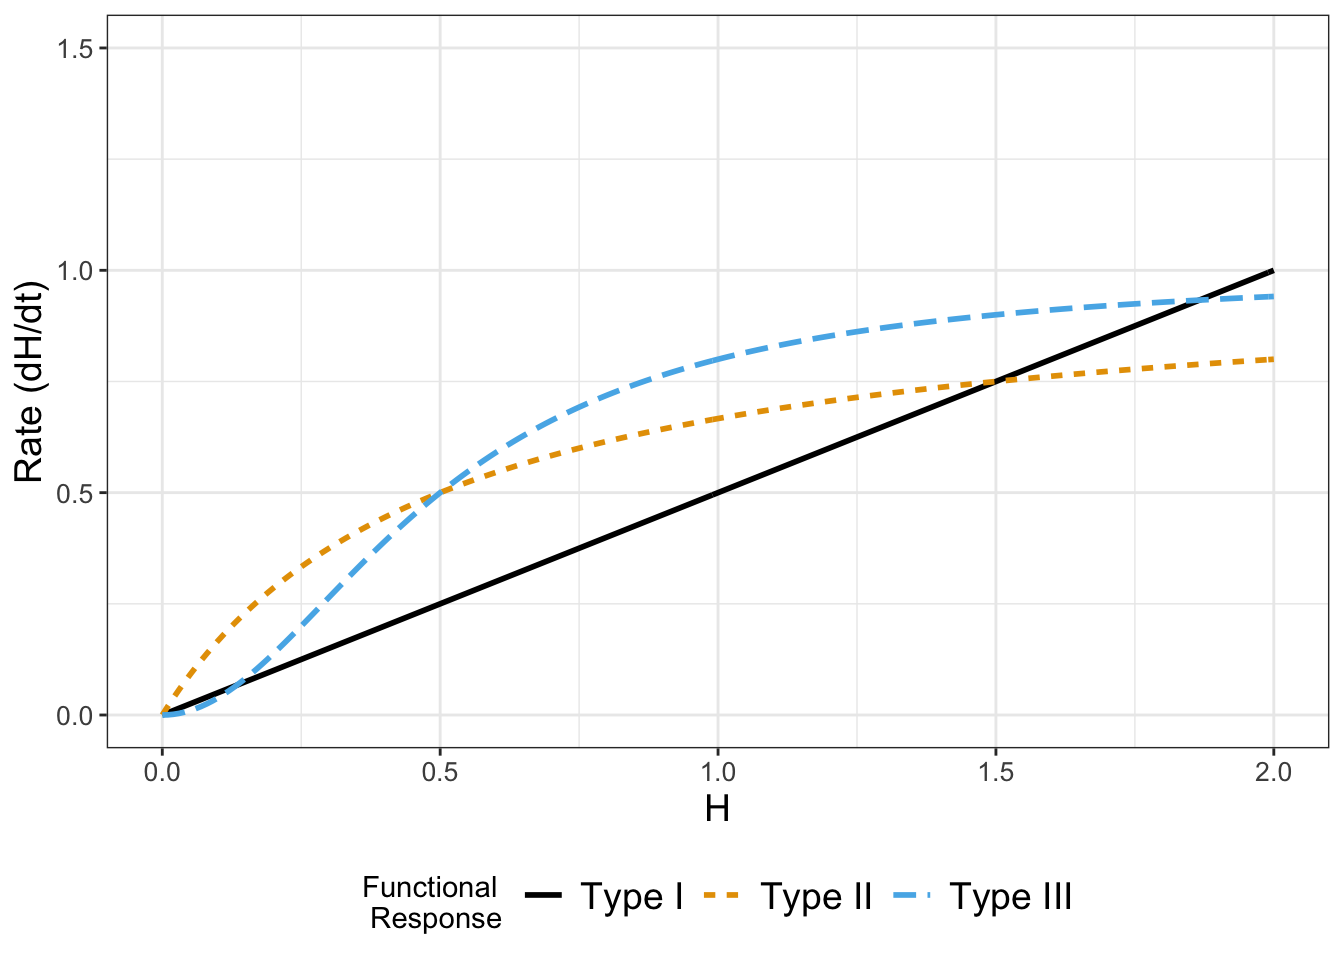 1.5
1.0
0.5
0.0
Rate (dH/dt)
0.0 0.5 1.0 1.5 2.0
H
Functional
Response
Type I Type II Type III